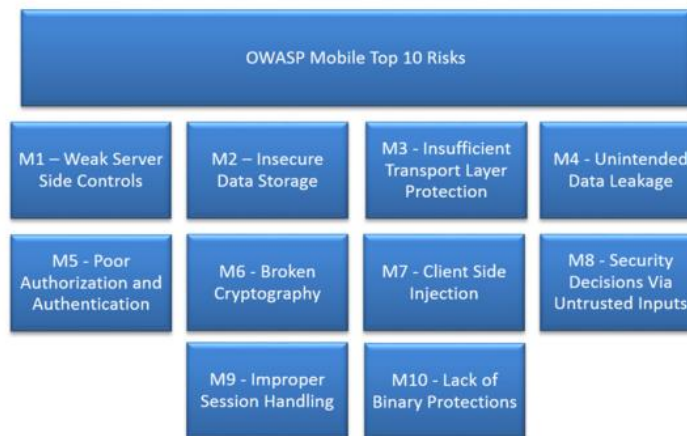 OWASP Mobile Top 10 Risks
M1 – Weak Server
Side Controls
M2 – Insecure
Data Storage
M3 - Insufficient
Transport Layer
Protection
M4 - Unintended
Data Leakage
M5 - Poor
Authorization and
Authentication
M6 - Broken
Cryptography
M7 - Client Side
Injection
M8 - Security
Decisions Via
Untrusted Inputs
M9 - Improper
Session Handling
M10 - Lack of
Binary Protections